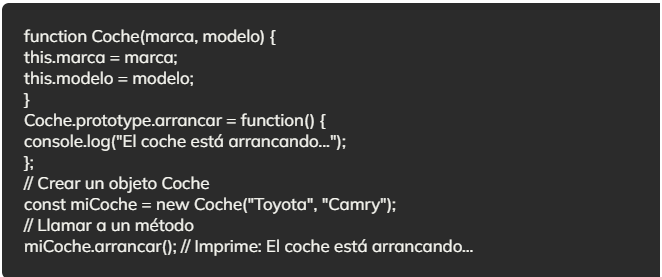 function Coche(marca, modelo) {
this.marca = marca;
this.modelo = modelo;
}
Coche.prototype.arrancar = function() {
console.log("El coche está arrancando...");
};
// Crear un objeto Coche
const miCoche = new Coche("Toyota", "Camry");
// Llamar a un método
miCoche.arrancar(); // Imprime: El coche está arrancando...